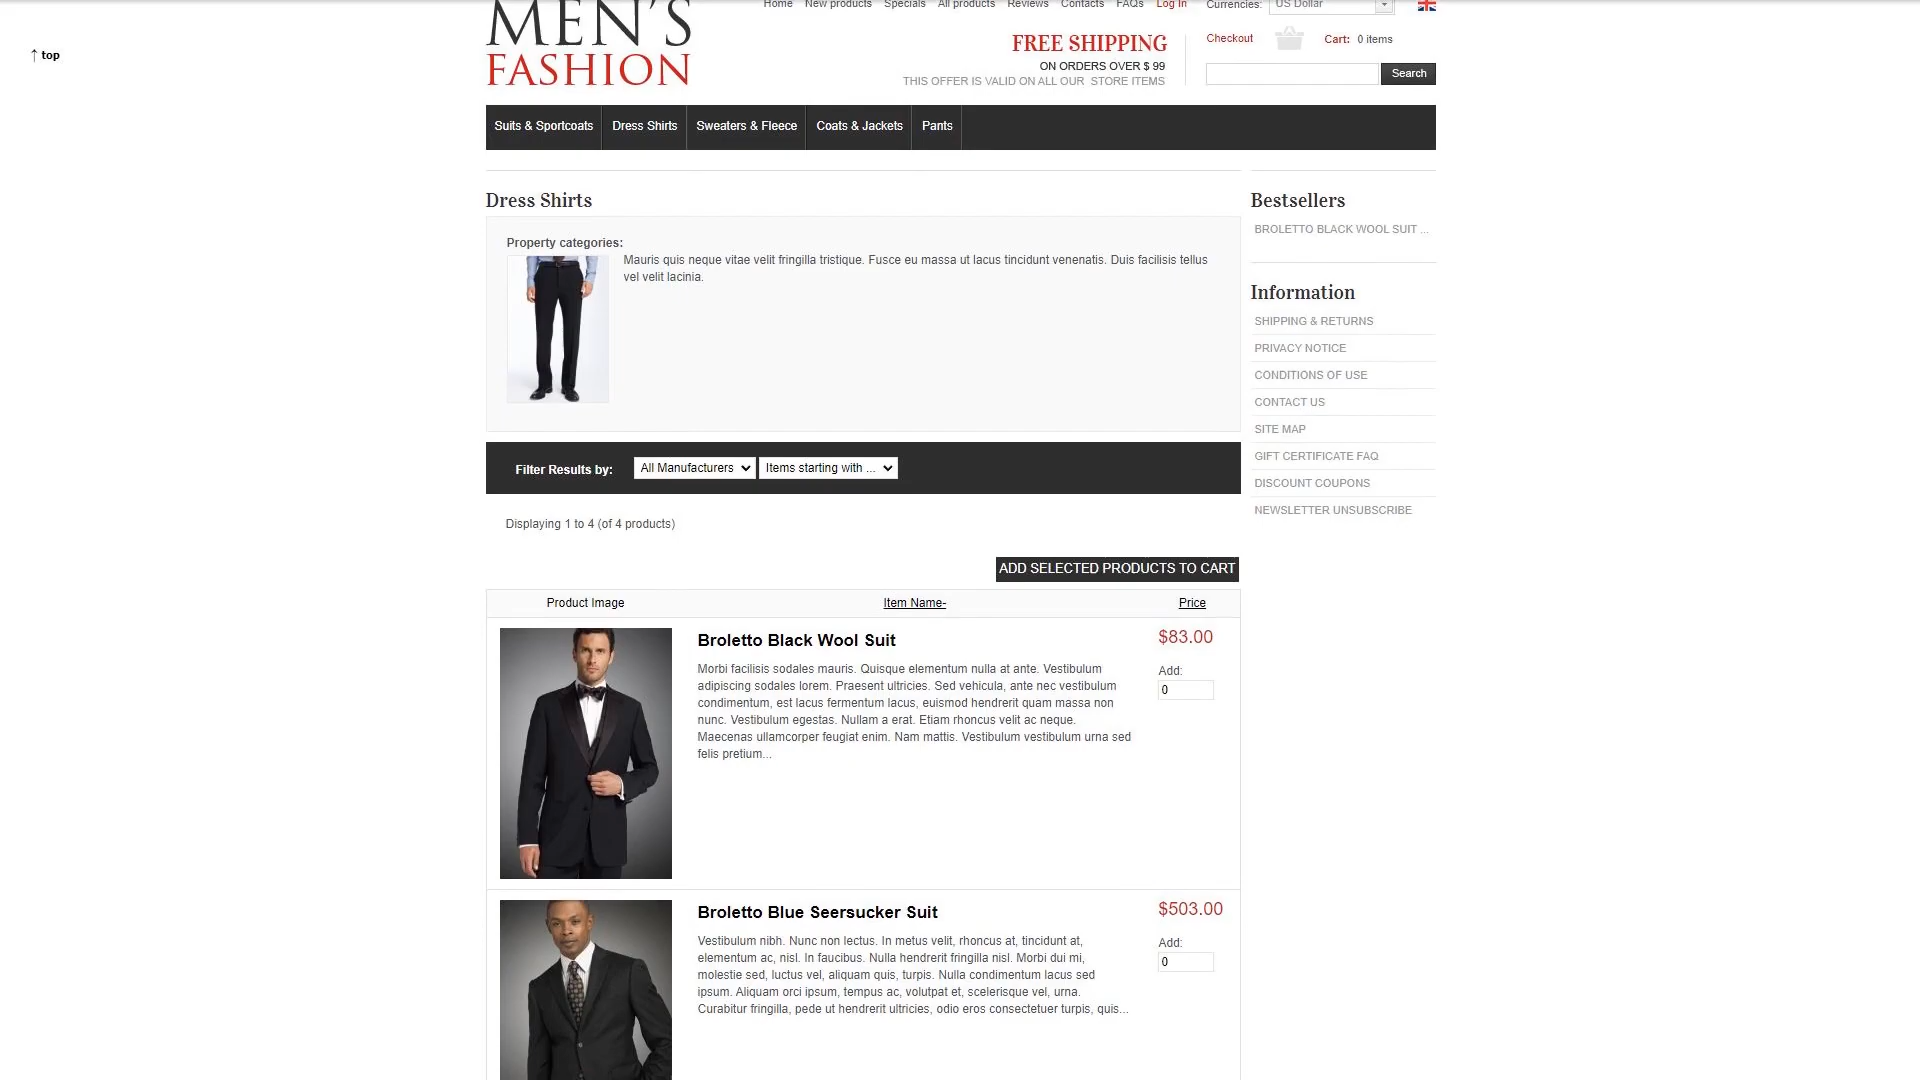 Home New products Specials All products Reviews Contacts FAQs Log In Currencies: US Dollar
MEN'S
FASHION
↑ top
FREE SHIPPING
ON ORDERS OVER $ 99
THIS OFFER IS VALID ON ALL OUR STORE ITEMS
Checkout
Cart: 0 items
Search
Suits & Sportcoats Dress Shirts Sweaters & Fleece Coats & Jackets Pants
Dress Shirts
Property categories:
Mauris quis neque vitae velit fringilla tristique. Fusce eu massa ut lacus tincidunt venenatis. Duis facilisis tellus
vel velit lacinia.
Filter Results by: All Manufacturers Items starting with ...
Displaying 1 to 4 (of 4 products)
ADD SELECTED PRODUCTS TO CART
Product Image Item Name- Price
Broletto Black Wool Suit
Morbi facilisis sodales mauris. Quisque elementum nulla at ante. Vestibulum
adipiscing sodales lorem. Praesent ultricies. Sed vehicula, ante nec vestibulum
condimentum, est lacus fermentum lacus, euismod hendrerit quam massa non
nunc. Vestibulum egestas. Nullam a erat. Etiam rhoncus velit ac neque.
Maecenas ullamcorper feugiat enim. Nam mattis. Vestibulum vestibulum urna sed
felis pretium...
$83.00
Add:
0
Broletto Blue Seersucker Suit
Vestibulum nibh. Nunc non lectus. In metus velit, rhoncus at, tincidunt at,
elementum ac, nisl. In faucibus. Nulla hendrerit fringilla nisl. Morbi dui mi,
molestie sed, luctus vel, aliquam quis, turpis. Nulla condimentum lacus sed
ipsum. Aliquam orci ipsum, tempus ac, volutpat et, scelerisque vel, urna.
Curabitur fringilla, pede ut hendrerit ultricies, odio eros consectetuer turpis, quis...
$503.00
Add:
0
Bestsellers
BROLETTO BLACK WOOL SUIT ...
Information
SHIPPING & RETURNS
PRIVACY NOTICE
CONDITIONS OF USE
CONTACT US
SITE MAP
GIFT CERTIFICATE FAQ
DISCOUNT COUPONS
NEWSLETTER UNSUBSCRIBE